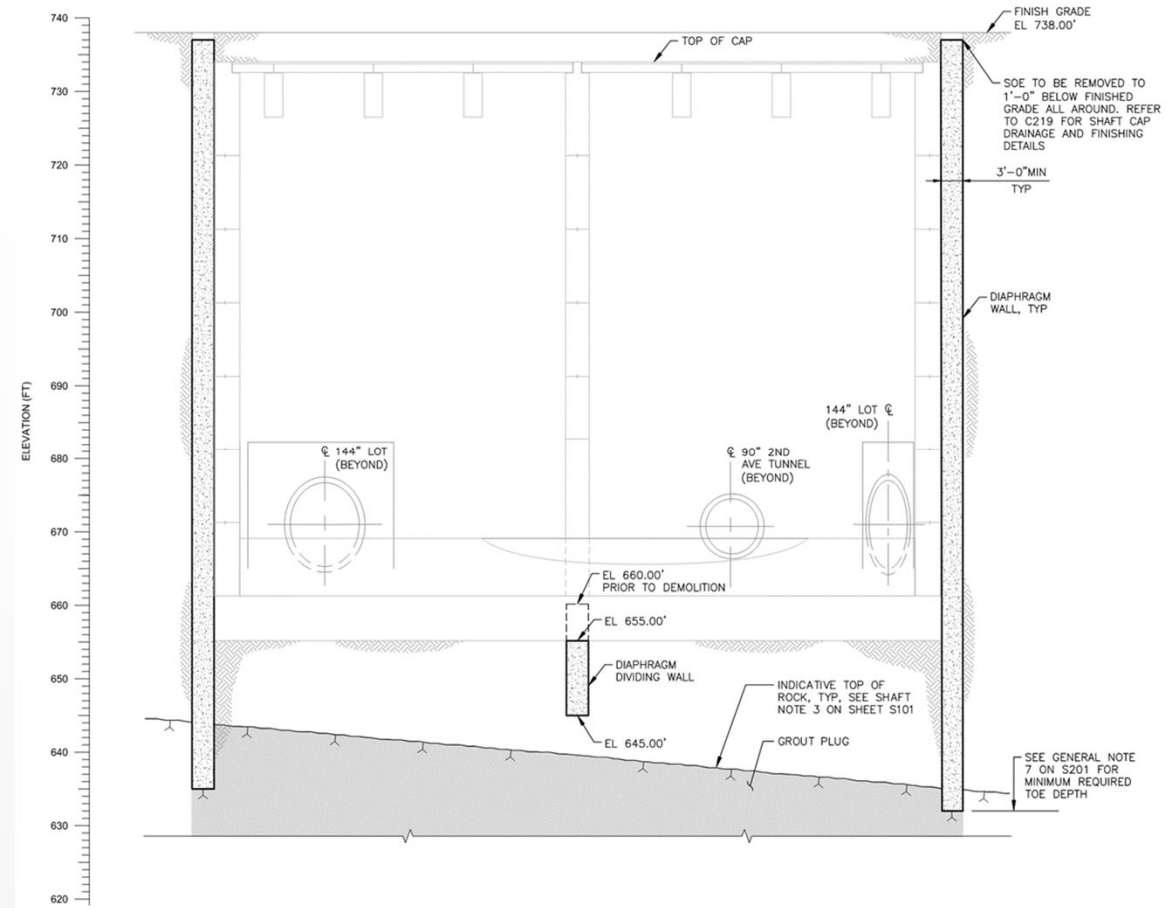 740
730
720
710
700
690
680
670
660
650
640
630
620
ELEVATION (FT)
FINISH GRADE
EL 738.00'
TOP OF CAP
SOE TO BE REMOVED TO
1'-0" BELOW FINISHED
GRADE ALL AROUND. REFER
TO C219 FOR SHAFT CAP
DRAINAGE AND FINISHING
DETAILS
3'-0"MIN
TYP
DIAPHRAGM
WALL, TYP
℄ 144" LOT
(BEYOND)
℄ 90" 2ND
AVE TUNNEL
(BEYOND)
144" LOT ℄
(BEYOND)
EL 660.00'
PRIOR TO DEMOLITION
EL 655.00'
DIAPHRAGM
DIVIDING WALL
EL 645.00'
INDICATIVE TOP OF
ROCK, TYP, SEE SHAFT
NOTE 3 ON SHEET S101
GROUT PLUG
SEE GENERAL NOTE
7 ON S201 FOR
MINIMUM REQUIRED
TOE DEPTH